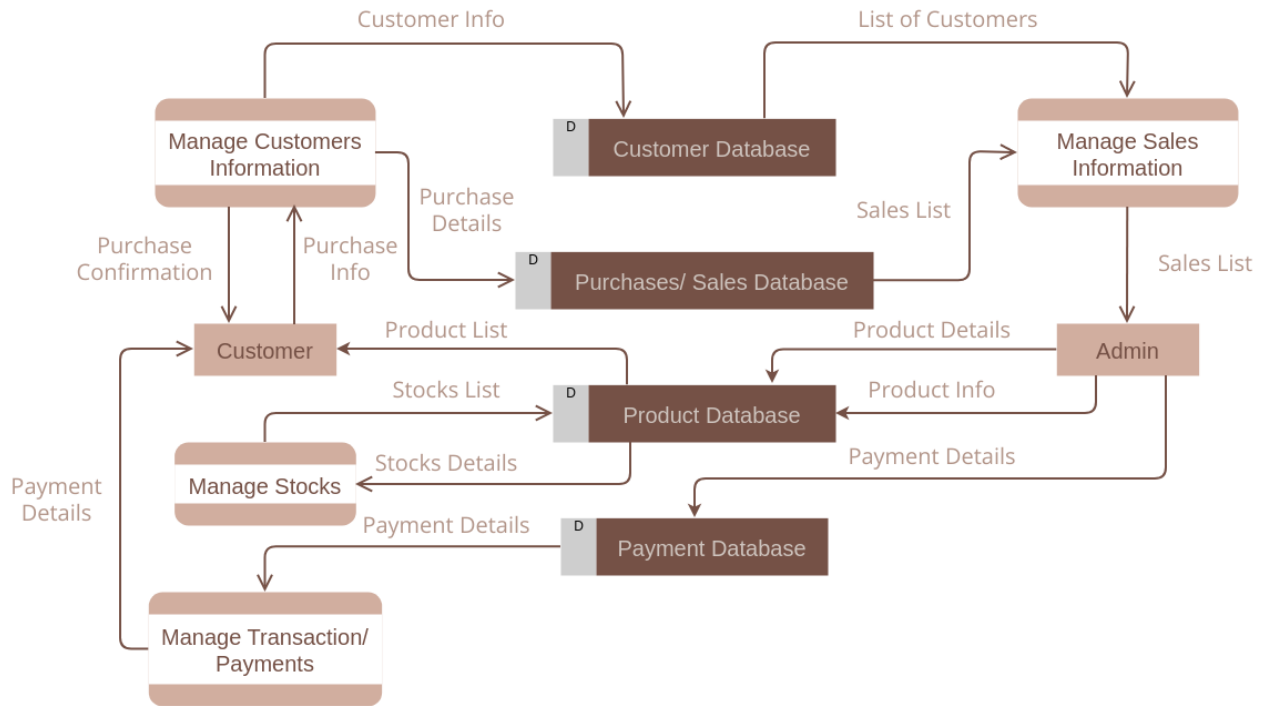 Customer Info
List of Customers
Manage Customers
Information
D
Customer Database
Manage Sales
Information
Purchase
Details
Sales List
Purchase
Confirmation
Purchase
Info
D
Purchases/ Sales Database
Sales List
Customer
Product List
Product Details
Admin
Stocks List
D
Product Database
Product Info
Manage Stocks
Stocks Details
Payment Details
Payment
Details
Payment Details
D
Payment Database
Manage Transaction/
Payments